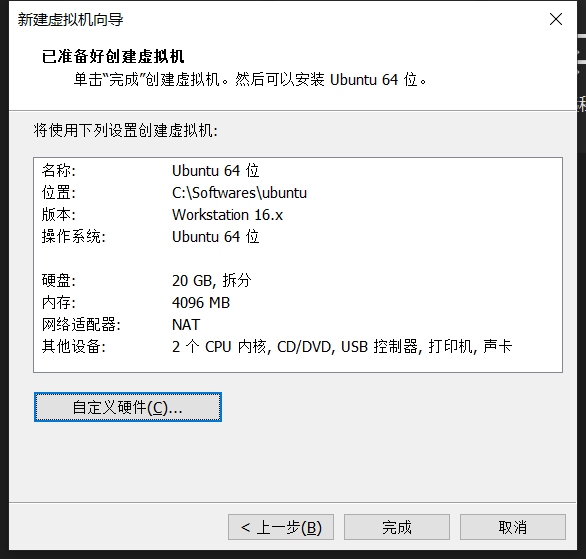 新建虚拟机向导
已准备好创建虚拟机
单击“完成”创建虚拟机。然后可以安装 Ubuntu 64 位。
将使用下列设置创建虚拟机:
名称: Ubuntu 64 位
位置: C:\Softwares\ubuntu
版本: Workstation 16.x
操作系统: Ubuntu 64 位
硬盘: 20 GB, 拆分
内存: 4096 MB
网络适配器: NAT
其他设备: 2 个 CPU 内核, CD/DVD, USB 控制器, 打印机, 声卡
自定义硬件(C)...
< 上一步(B) 完成 取消